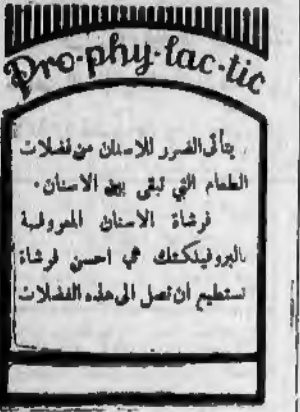 Pro-phy-lac-tic
يتأتى الضرر للاسنان من فضلات
الطعام التي تبقى بين الاسنان.
فرشاة الاسنان المعروفة
بالبروفيلكتك هي احسن فرشاة
تستطيع ان تصل الى هذه الفضلات